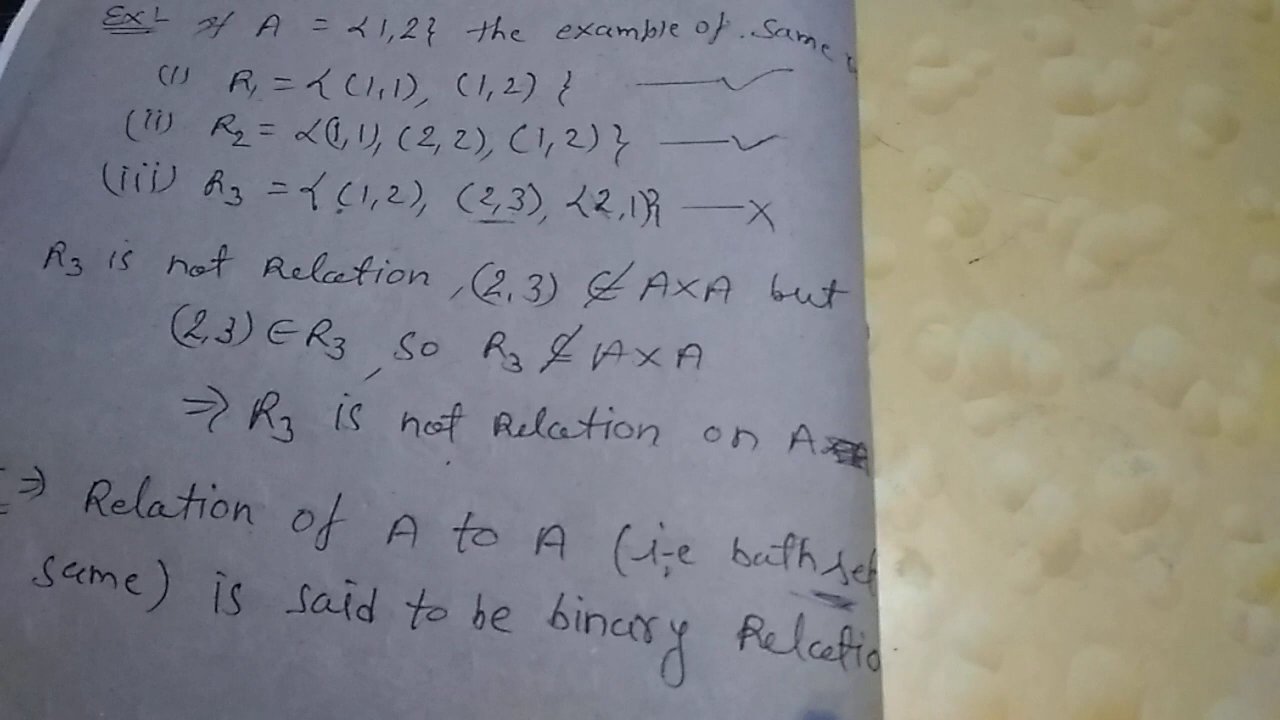 Ex:- If A = {1,2} the example of same
(i) R₁ = {(1,1), (1,2)} —✓
(ii) R₂ = {(1,1), (2,2), (1,2)} —✓
(iii) R₃ = {(1,2), (2,3), {2,1)} —X
R₃ is not Relation, (2,3) ∉ A×A but
(2,3) ∈ R₃, so R₃ ⊄ A×A
⇒ R₃ is not Relation on A
⇒ Relation of A to A (i,e bath set
same) is said to be binary Relatio